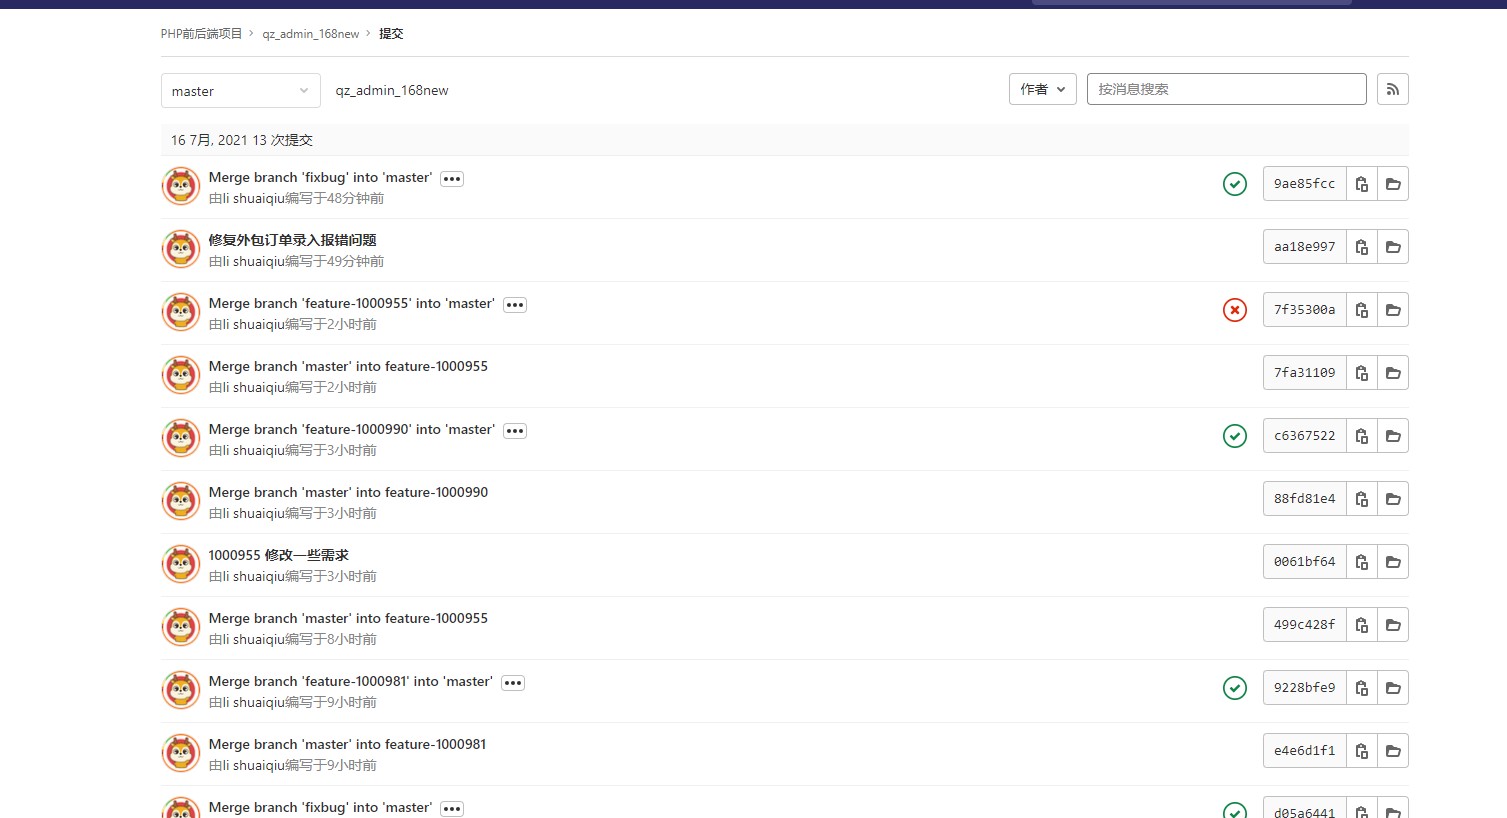 PHP前后端项目 > qz_admin_168new > 提交
master
qz_admin_168new
作者
按消息搜索
16 7月, 2021 13 次提交
Merge branch 'fixbug' into 'master'
由li shuaiqiu编写于48分钟前
9ae85fcc
修复外包订单录入报错问题
由li shuaiqiu编写于49分钟前
aa18e997
Merge branch 'feature-1000955' into 'master'
由li shuaiqiu编写于2小时前
7f35300a
Merge branch 'master' into feature-1000955
由li shuaiqiu编写于2小时前
7fa31109
Merge branch 'feature-1000990' into 'master'
由li shuaiqiu编写于3小时前
c6367522
Merge branch 'master' into feature-1000990
由li shuaiqiu编写于3小时前
88fd81e4
1000955 修改一些需求
由li shuaiqiu编写于3小时前
0061bf64
Merge branch 'master' into feature-1000955
由li shuaiqiu编写于8小时前
499c428f
Merge branch 'feature-1000981' into 'master'
由li shuaiqiu编写于9小时前
9228bfe9
Merge branch 'master' into feature-1000981
由li shuaiqiu编写于9小时前
e4e6d1f1
Merge branch 'fixbug' into 'master'
d05a6441